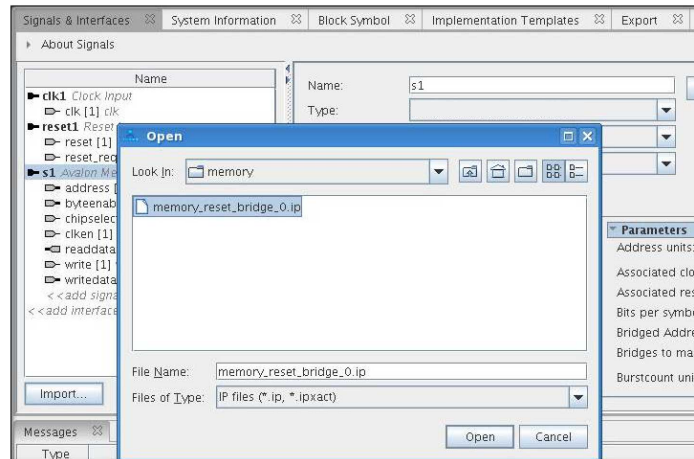 Signals & Interfaces System Information Block Symbol Implementation Templates Export
About Signals
Name
clk1 Clock Input
clk [1] clk
reset1 Reset
reset [1]
reset_req
s1 Avalon Me
address [
byteenab
chipselec
clken [1]
readdata
write [1]
writedata
<<add signa
<<add interface
Import...
Name: s1
Type:
Open
Look In: memory
memory_reset_bridge_0.ip
File Name: memory_reset_bridge_0.ip
Files of Type: IP files (*.ip, *.ipxact)
Open Cancel
Parameters
Address units:
Associated clo
Associated res
Bits per symbo
Bridged Addre
Bridges to ma
Burstcount uni
Messages
Type